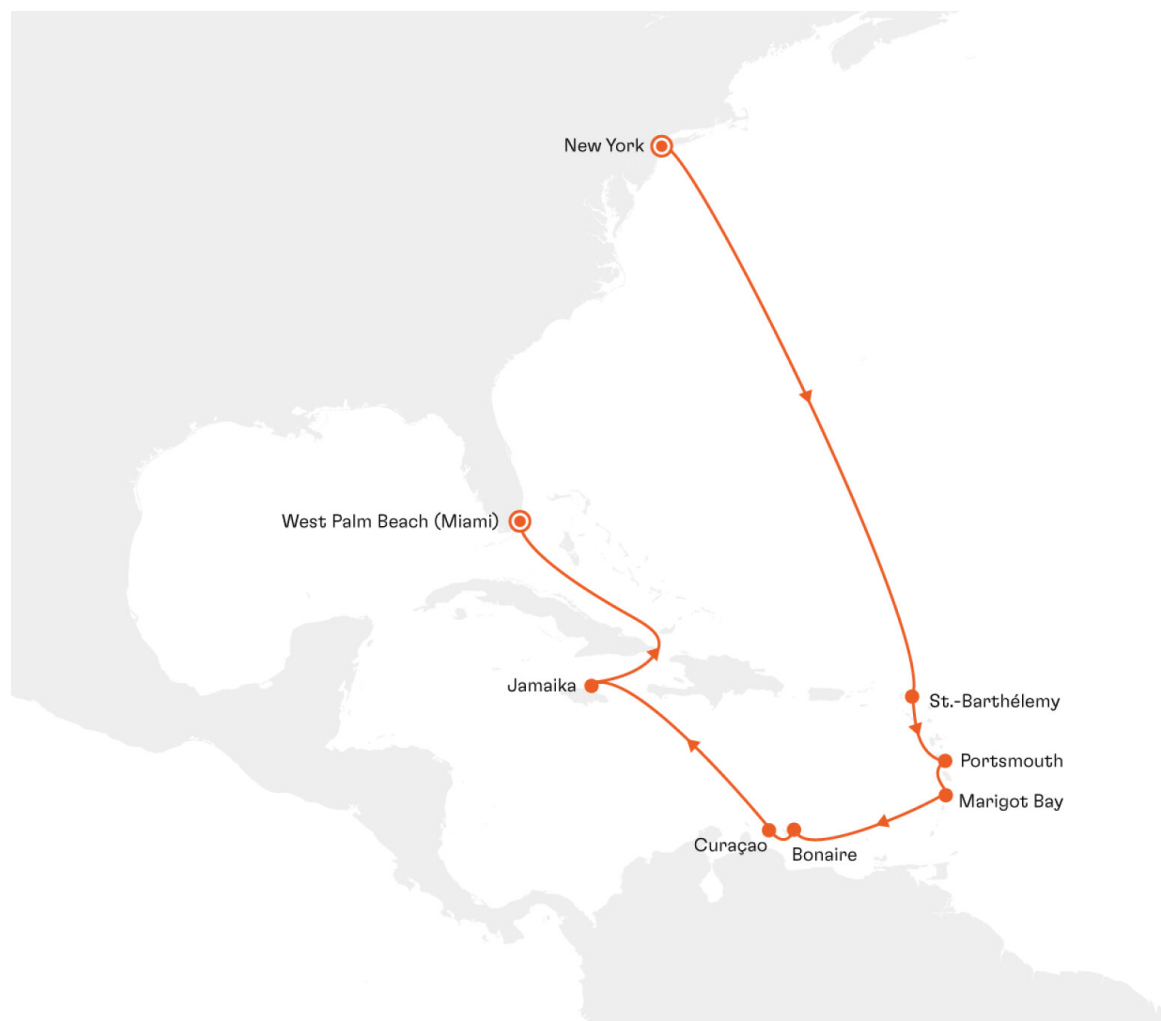 New York
West Palm Beach (Miami)
Jamaika
St.-Barthélemy
Portsmouth
Marigot Bay
Curaçao
Bonaire